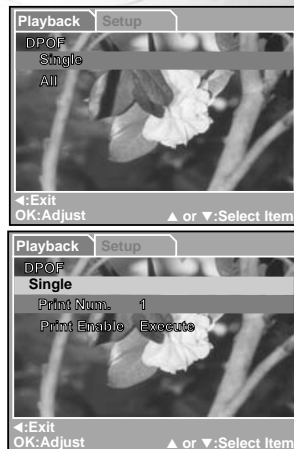 Playback Setup
DPOF
Single
All
◄:Exit
OK:Adjust ▲ or ▼:Select Item
Playback Setup
DPOF
Single
Print Num. 1
Print Enable Execute
◄:Exit
OK:Adjust ▲ or ▼:Select Item